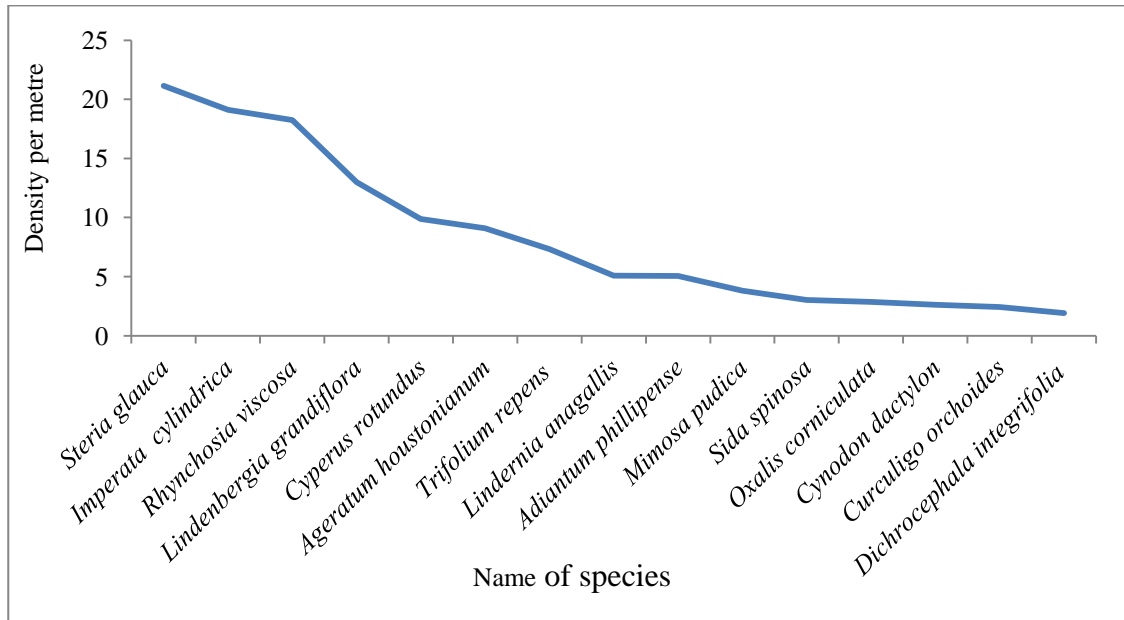 25
20
15
10
5
0
Density per metre
Steria glauca
Imperata cylindrica
Rhynchosia viscosa
Lindenbergia grandiflora
Cyperus rotundus
Ageratum houstonianum
Trifolium repens
Lindernia anagallis
Adiantum phillipense
Mimosa pudica
Sida spinosa
Oxalis corniculata
Cynodon dactylon
Curculigo orchoides
Dichrocephala integrifolia
Name of species